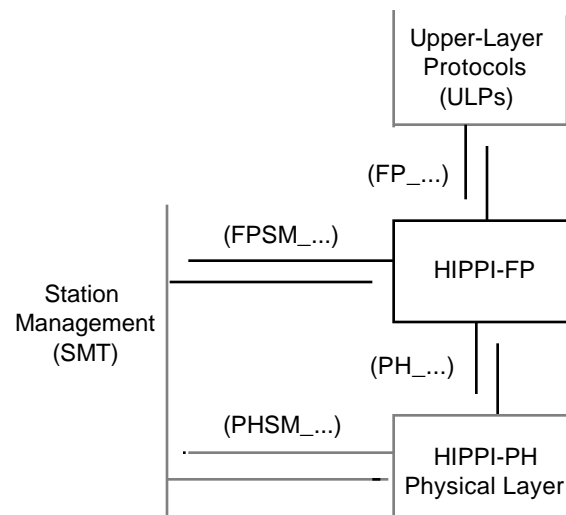 Upper-Layer
Protocols
(ULPs)
(FP_...)
(FPSM_...)
HIPPI-FP
Station
Management
(SMT)
(PH_...)
(PHSM_...)
HIPPI-PH
Physical Layer